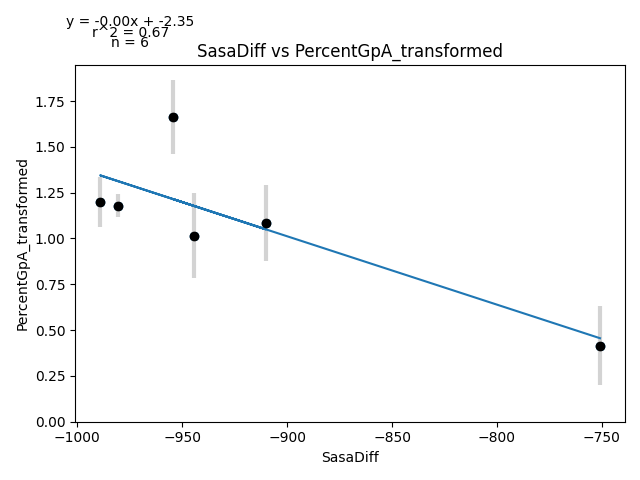 y = -0.00x + -2.35
r^2 = 0.67
n = 6
SasaDiff vs PercentGpA_transformed
PercentGpA_transformed
1.75
1.50
1.25
1.00
0.75
0.50
0.25
0.00
−1000
−950
−900
−850
−800
−750
SasaDiff